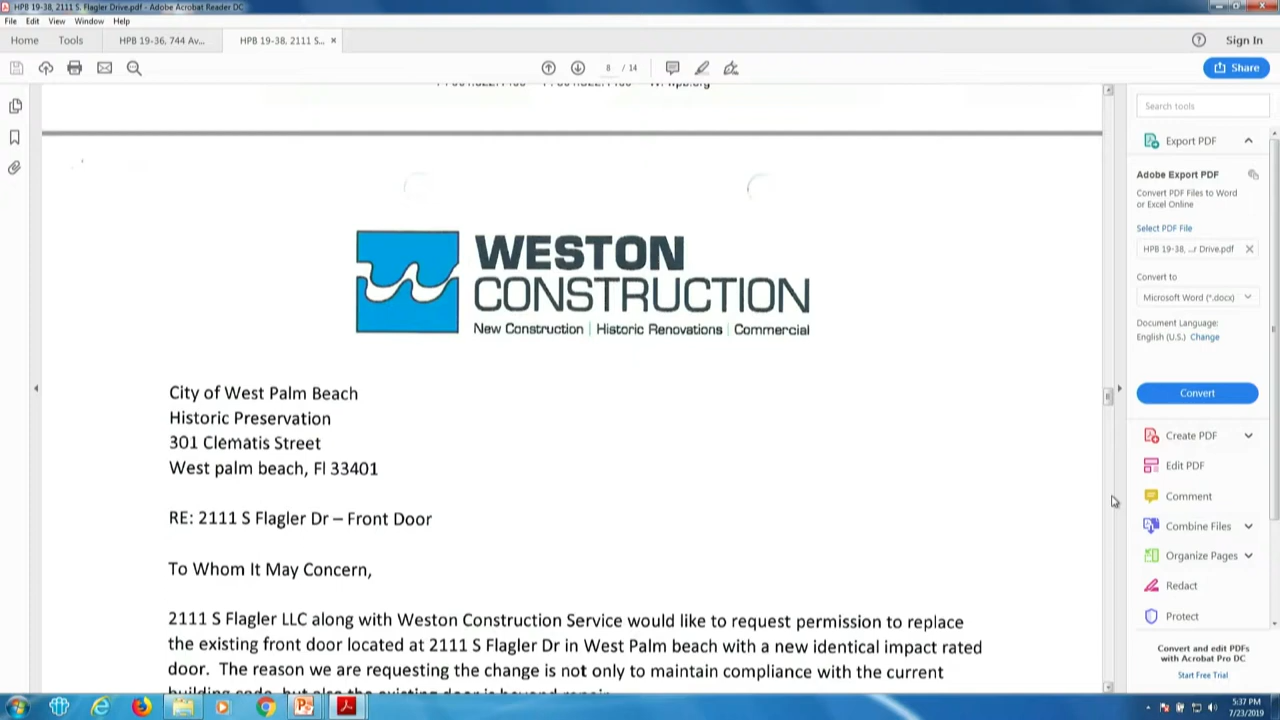 HPB 19-38, 2111 S. Flagler Drive.pdf - Adobe Acrobat Reader DC
File Edit View Window Help
Home Tools HPB 19-36, 744 Av... HPB 19-38, 2111 S... × Sign In
8 / 14 Share
Search tools
Export PDF
Adobe Export PDF
Convert PDF Files to Word
or Excel Online
Select PDF File
HPB 19-38, ...r Drive.pdf
Convert to
Microsoft Word (*.docx)
Document Language:
English (U.S.) Change
Convert
Create PDF
Edit PDF
Comment
Combine Files
Organize Pages
Redact
Protect
Convert and edit PDFs
with Acrobat Pro DC
Start Free Trial
WESTON
CONSTRUCTION
New Construction | Historic Renovations | Commercial
City of West Palm Beach
Historic Preservation
301 Clematis Street
West palm beach, Fl 33401
RE: 2111 S Flagler Dr – Front Door
To Whom It May Concern,
2111 S Flagler LLC along with Weston Construction Service would like to request permission to replace
the existing front door located at 2111 S Flagler Dr in West Palm beach with a new identical impact rated
door. The reason we are requesting the change is not only to maintain compliance with the current
5:37 PM
7/23/2019